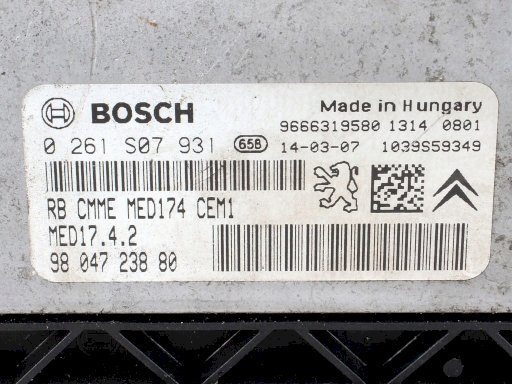 BOSCH
Made in Hungary
9666319580 1314 0801
0 261 S07 931 658 14-03-07 1039S59349
RB CMME MED174 CEM1
MED17.4.2
98 047 238 80